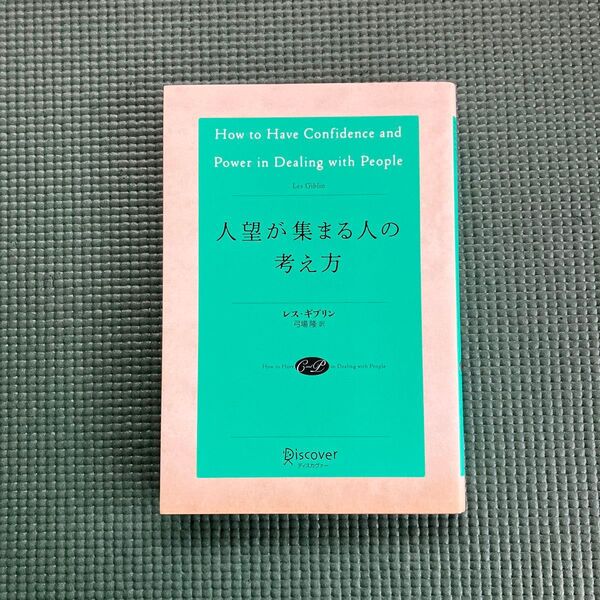 How to Have Confidence and
Power in Dealing with People
Les Giblin
人望が集まる人の
考え方
レス・ギブリン
弓場隆 訳
How to Have C and P in Dealing with People
Discover
ディスカヴァー